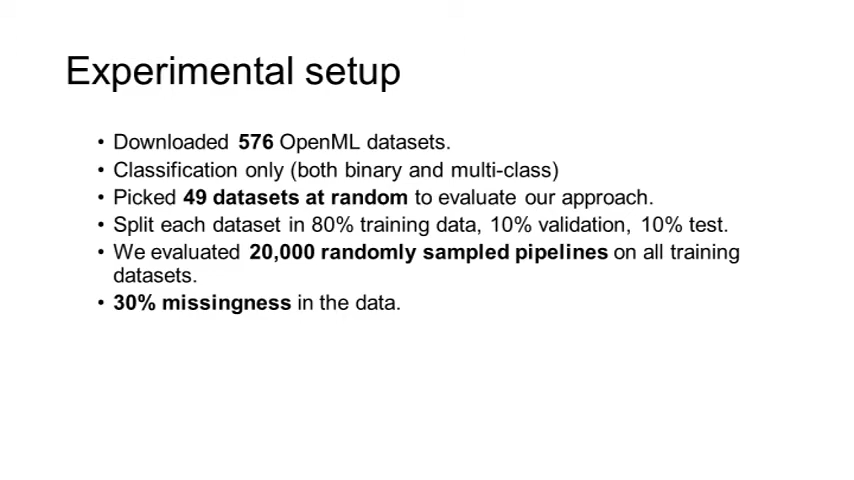 Experimental setup
• Downloaded 576 OpenML datasets.
• Classification only (both binary and multi-class)
• Picked 49 datasets at random to evaluate our approach.
• Split each dataset in 80% training data, 10% validation, 10% test.
• We evaluated 20,000 randomly sampled pipelines on all training
datasets.
• 30% missingness in the data.